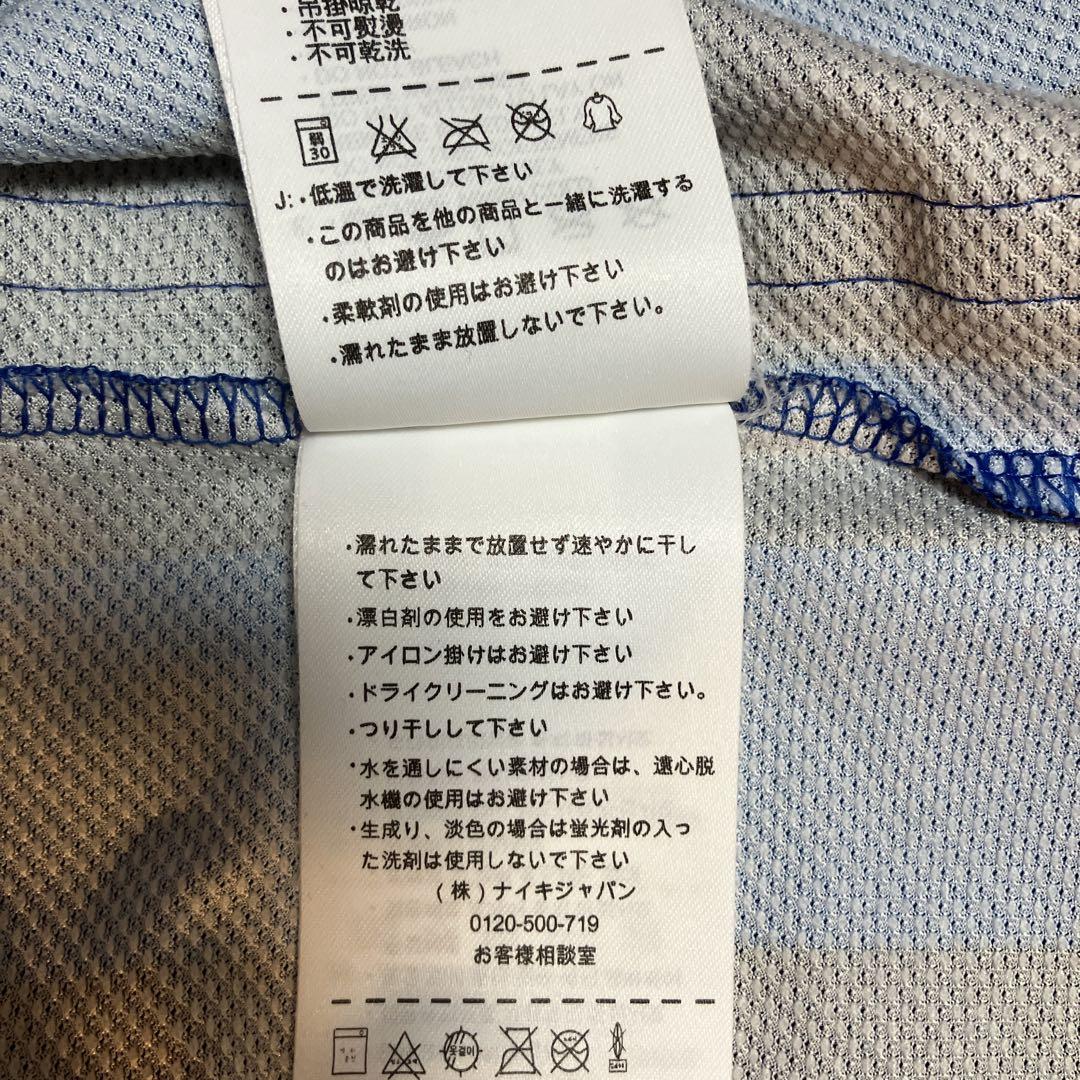 ・吊掛晾乾
・不可熨燙
・不可乾洗
弱
30
J:・低温で洗濯して下さい
・この商品を他の商品と一緒に洗濯する
のはお避け下さい
・柔軟剤の使用はお避け下さい
・濡れたまま放置しないで下さい。
・濡れたままで放置せず速やかに干し
て下さい
・漂白剤の使用をお避け下さい
・アイロン掛けはお避け下さい
・ドライクリーニングはお避け下さい。
・つり干しして下さい
・水を通しにくい素材の場合は、遠心脱
水機の使用はお避け下さい
・生成り、淡色の場合は蛍光剤の入っ
た洗剤は使用しないで下さい
(株)ナイキジャパン
0120-500-719
お客様相談室
옷걸이